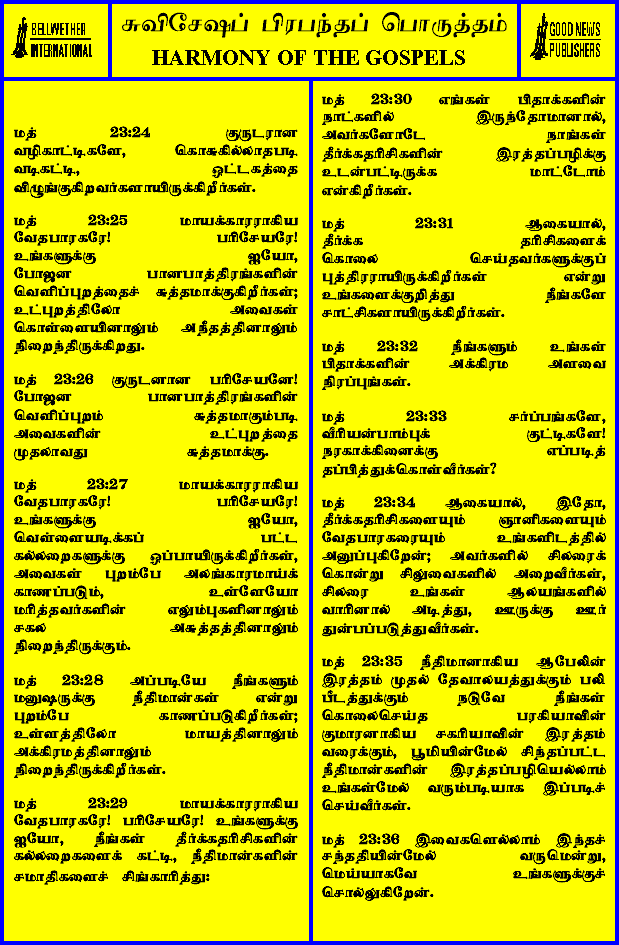 BELLWETHER
INTERNATIONAL
சுவிசேஷப் பிரபந்தப் பொருத்தம்
HARMONY OF THE GOSPELS
GOOD NEWS
PUBLISHERS
மத் 23:24 குருடரான
வழிகாட்டிகளே, கொசுகில்லாதபடி
வடிகட்டி, ஒட்டகத்தை
விழுங்குகிறவர்களாயிருக்கிறீர்கள்.
மத் 23:25 மாயக்காரராகிய
வேதபாரகரே! பரிசேயரே!
உங்களுக்கு ஐயோ,
போஜன பானபாத்திரங்களின்
வெளிப்புறத்தைச் சுத்தமாக்குகிறீர்கள்;
உட்புறத்திலோ அவைகள்
கொள்ளையினாலும் அநீதத்தினாலும்
நிறைந்திருக்கிறது.
மத் 23:26 குருடனான பரிசேயனே!
போஜன பானபாத்திரங்களின்
வெளிப்புறம் சுத்தமாகும்படி
அவைகளின் உட்புறத்தை
முதலாவது சுத்தமாக்கு.
மத் 23:27 மாயக்காரராகிய
வேதபாரகரே! பரிசேயரே!
உங்களுக்கு ஐயோ,
வெள்ளையடிக்கப் பட்ட
கல்லறைகளுக்கு ஒப்பாயிருக்கிறீர்கள்,
அவைகள் புறம்பே அலங்காரமாய்க்
காணப்படும், உள்ளேயோ
மரித்தவர்களின் எலும்புகளினாலும்
சகல அசுத்தத்தினாலும்
நிறைந்திருக்கும்.
மத் 23:28 அப்படியே நீங்களும்
மனுஷருக்கு நீதிமான்கள் என்று
புறம்பே காணப்படுகிறீர்கள்;
உள்ளத்திலோ மாயத்தினாலும்
அக்கிரமத்தினாலும்
நிறைந்திருக்கிறீர்கள்.
மத் 23:29 மாயக்காரராகிய
வேதபாரகரே! பரிசேயரே! உங்களுக்கு
ஐயோ, நீங்கள் தீர்க்கதரிசிகளின்
கல்லறைகளைக் கட்டி, நீதிமான்களின்
சமாதிகளைச் சிங்காரித்து:
மத் 23:30 எங்கள் பிதாக்களின்
நாட்களில் இருந்தோமானால்,
அவர்களோடே நாங்கள்
தீர்க்கதரிசிகளின் இரத்தப்பழிக்கு
உடன்பட்டிருக்க மாட்டோம்
என்கிறீர்கள்.
மத் 23:31 ஆகையால்,
தீர்க்க தரிசிகளைக்
கொலை செய்தவர்களுக்குப்
புத்திரராயிருக்கிறீர்கள் என்று
உங்களைக்குறித்து நீங்களே
சாட்சிகளாயிருக்கிறீர்கள்.
மத் 23:32 நீங்களும் உங்கள்
பிதாக்களின் அக்கிரம அளவை
நிரப்புங்கள்.
மத் 23:33 சர்ப்பங்களே,
விரியன்பாம்புக் குட்டிகளே!
நரகாக்கினைக்கு எப்படித்
தப்பித்துக்கொள்வீர்கள்?
மத் 23:34 ஆகையால், இதோ,
தீர்க்கதரிசிகளையும் ஞானிகளையும்
வேதபாரகரையும் உங்களிடத்தில்
அனுப்புகிறேன்; அவர்களில் சிலரைக்
கொன்று சிலுவைகளில் அறைவீர்கள்,
சிலரை உங்கள் ஆலயங்களில்
வாரினால் அடித்து, ஊருக்கு ஊர்
துன்பப்படுத்துவீர்கள்.
மத் 23:35 நீதிமானாகிய ஆபேலின்
இரத்தம் முதல் தேவாலயத்துக்கும் பலி
பீடத்துக்கும் நடுவே நீங்கள்
கொலைசெய்த பரகியாவின்
குமாரனாகிய சகரியாவின் இரத்தம்
வரைக்கும், பூமியின்மேல் சிந்தப்பட்ட
நீதிமான்களின் இரத்தப்பழியெல்லாம்
உங்கள்மேல் வரும்படியாக இப்படிச்
செய்வீர்கள்.
மத் 23:36 இவைகளெல்லாம் இந்தச்
சந்ததியின்மேல் வருமென்று,
மெய்யாகவே உங்களுக்குச்
சொல்லுகிறேன்.